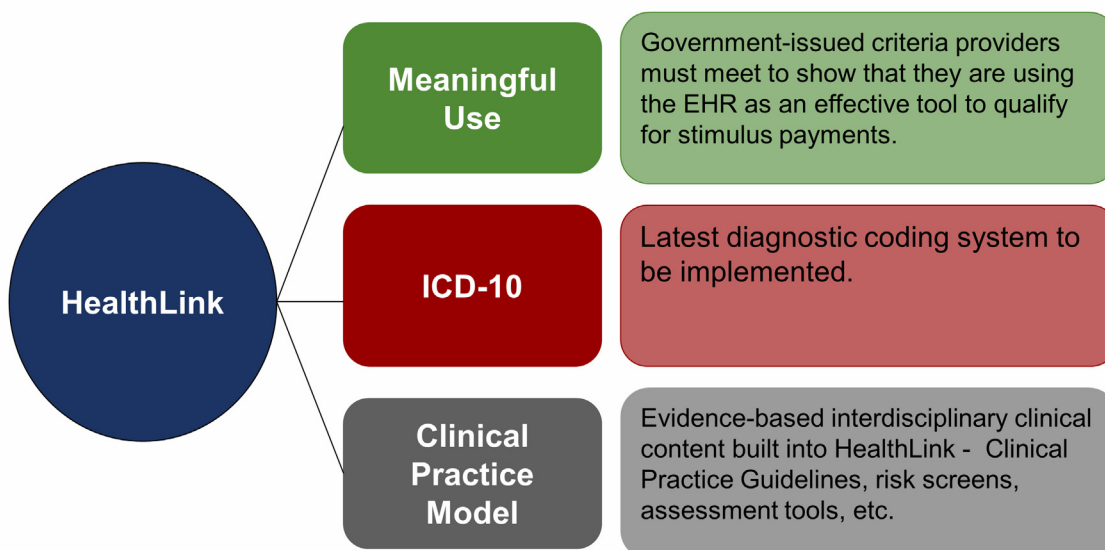 HealthLink
Meaningful
Use
Government-issued criteria providers
must meet to show that they are using
the EHR as an effective tool to qualify
for stimulus payments.
ICD-10
Latest diagnostic coding system to
be implemented.
Clinical
Practice
Model
Evidence-based interdisciplinary clinical
content built into HealthLink -  Clinical
Practice Guidelines, risk screens,
assessment tools, etc.